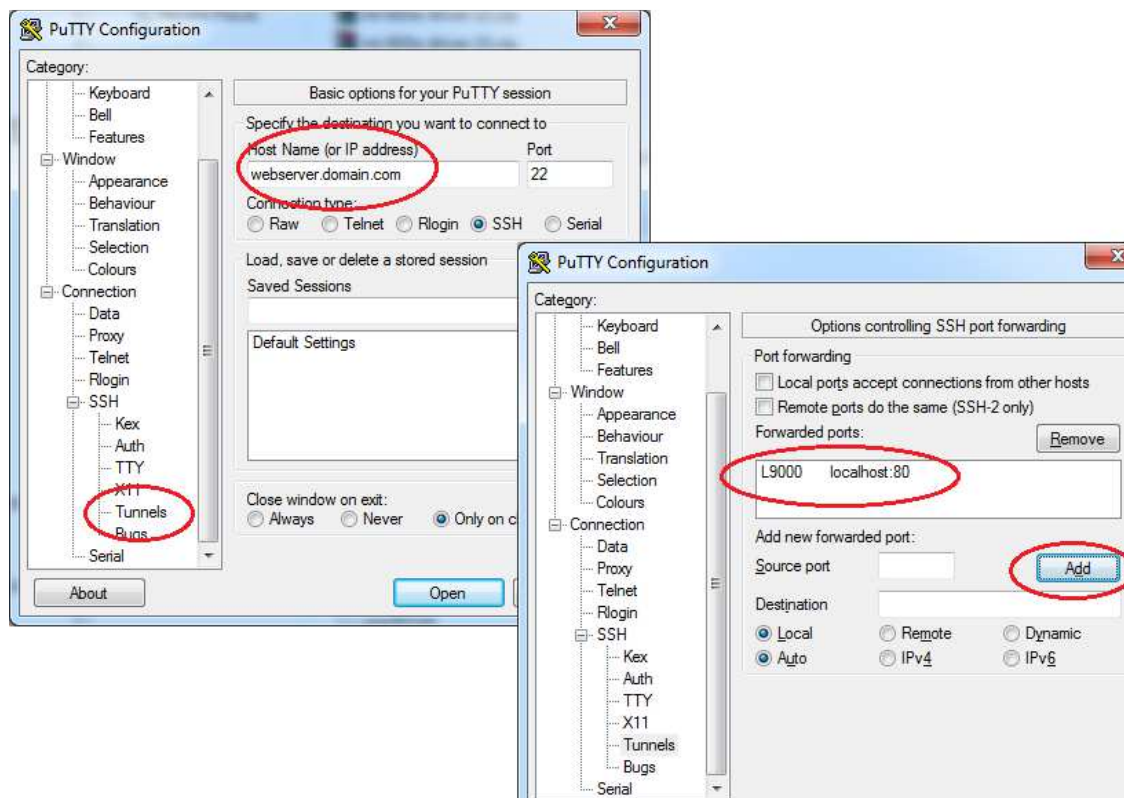 PuTTY Configuration
Category:
Keyboard
Bell
Features
Window
Appearance
Behaviour
Translation
Selection
Colours
Connection
Data
Proxy
Telnet
Rlogin
SSH
Kex
Auth
TTY
X11
Tunnels
Bugs
Serial
Basic options for your PuTTY session
Specify the destination you want to connect to
Host Name (or IP address) Port
webserver.domain.com 22
Connection type:
Raw Telnet Rlogin SSH Serial
Load, save or delete a stored session
Saved Sessions
Default Settings
Close window on exit:
Always Never Only on c
About Open
PuTTY Configuration
Category:
Keyboard
Bell
Features
Window
Appearance
Behaviour
Translation
Selection
Colours
Connection
Data
Proxy
Telnet
Rlogin
SSH
Kex
Auth
TTY
X11
Tunnels
Bugs
Serial
Options controlling SSH port forwarding
Port forwarding
Local ports accept connections from other hosts
Remote ports do the same (SSH-2 only)
Forwarded ports: Remove
L9000 localhost:80
Add new forwarded port:
Source port Add
Destination
Local Remote Dynamic
Auto IPv4 IPv6